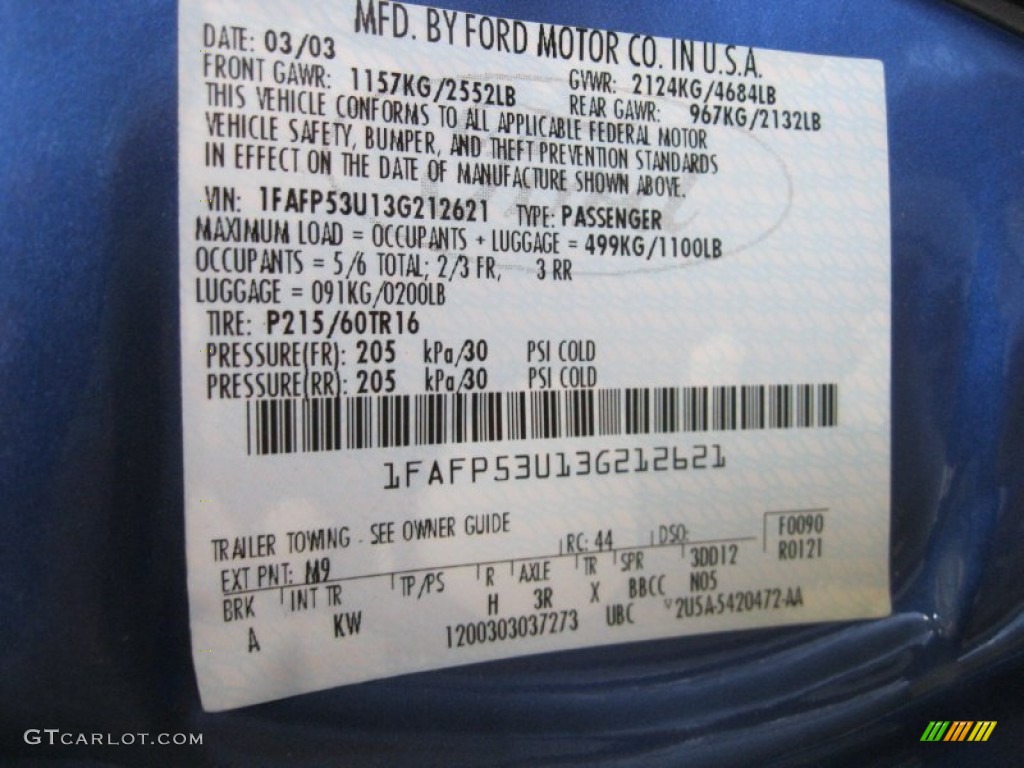 MFD. BY FORD MOTOR CO. IN U.S.A.
DATE: 03/03
GVWR: 2124KG/4684LB
FRONT GAWR: 1157KG/2552LB
REAR GAWR: 967KG/2132LB
THIS VEHICLE CONFORMS TO ALL APPLICABLE FEDERAL MOTOR
VEHICLE SAFETY, BUMPER, AND THEFT PREVENTION STANDARDS
IN EFFECT ON THE DATE OF MANUFACTURE SHOWN ABOVE.
VIN: 1FAFP53U13G212621 TYPE: PASSENGER
MAXIMUM LOAD = OCCUPANTS + LUGGAGE = 499KG/1100LB
OCCUPANTS = 5/6 TOTAL; 2/3 FR, 3 RR
LUGGAGE = 091KG/0200LB
TIRE: P215/60TR16
PRESSURE(FR): 205 kPa/30 PSI COLD
PRESSURE(RR): 205 kPa/30 PSI COLD
1FAFP53U13G212621
TRAILER TOWING - SEE OWNER GUIDE
RC: 44 DSO: F0090
EXT PNT: M9 3DD12 R0121
BRK INT TR TP/PS R AXLE TR SPR
A KW H 3R X BBCC N05
1200303037273 UBC V2U5A-5420472-AA
GTCARLOT.COM